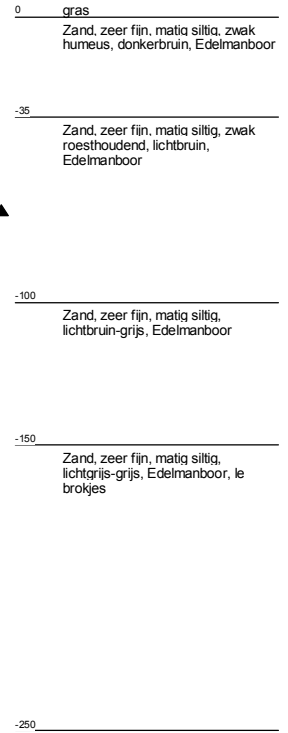 0 gras
Zand, zeer fijn, matig siltig, zwak
humeus, donkerbruin, Edelmanboor
-35
Zand, zeer fijn, matig siltig, zwak
roesthoudend, lichtbruin,
Edelmanboor
-100
Zand, zeer fijn, matig siltig,
lichtbruin-grijs, Edelmanboor
-150
Zand, zeer fijn, matig siltig,
lichtgrijs-grijs, Edelmanboor, le
brokjes
-250